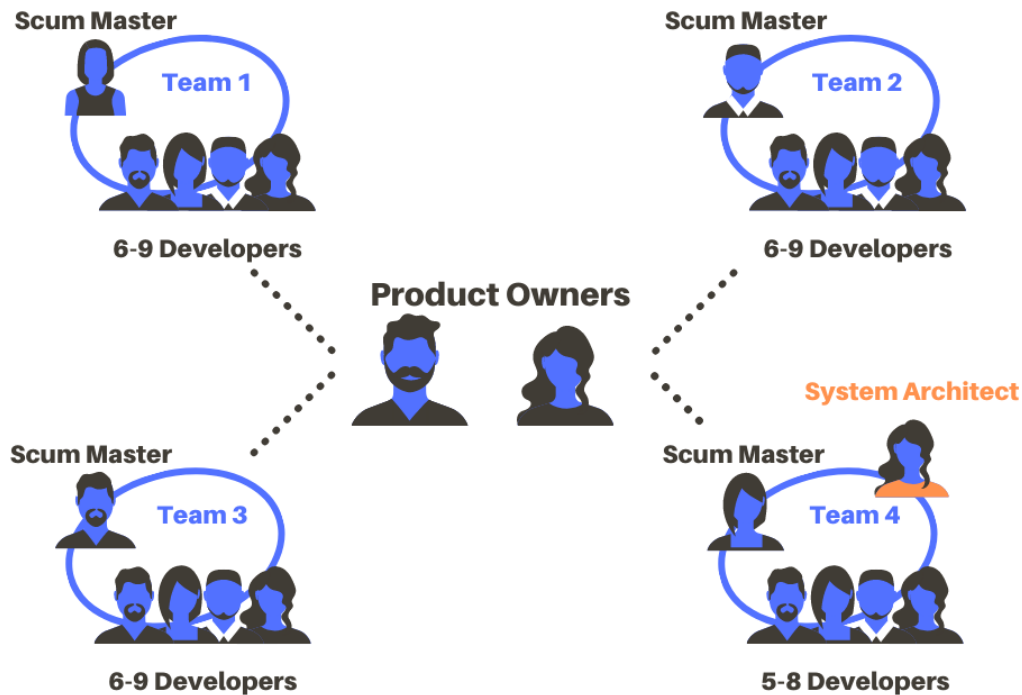 Scum Master
Team 1
6-9 Developers
Scum Master
Team 2
6-9 Developers
Product Owners
Scum Master
Team 3
6-9 Developers
System Architect
Scum Master
Team 4
5-8 Developers